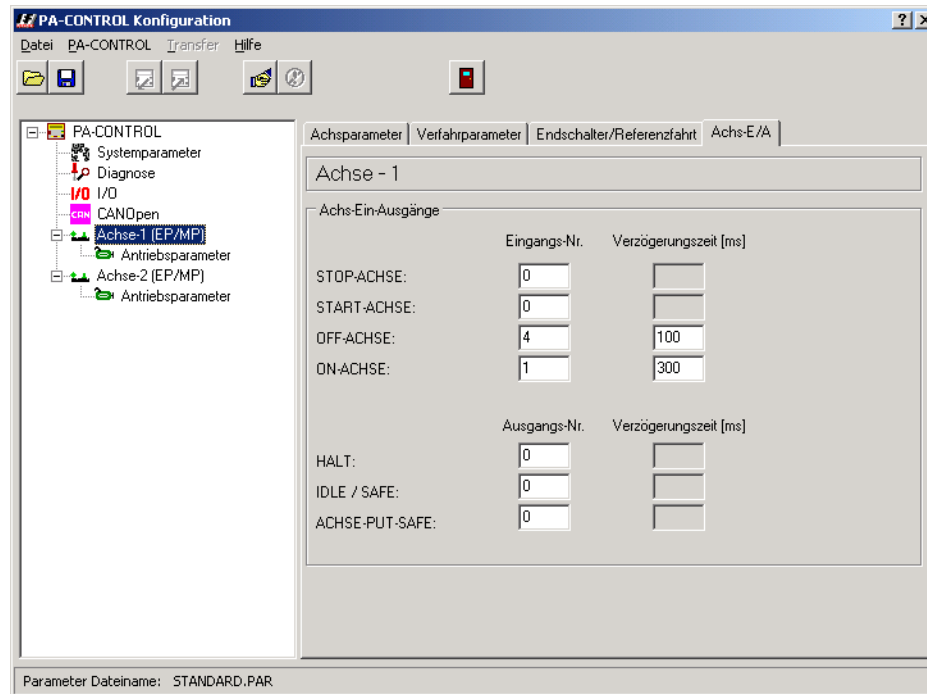 PA-CONTROL Konfiguration
Datei PA-CONTROL Transfer Hilfe
PA-CONTROL
Systemparameter
Diagnose
I/O I/O
CAN CANOpen
Achse-1 (EP/MP)
Antriebsparameter
Achse-2 (EP/MP)
Antriebsparameter
Achsparameter Verfahrparameter Endschalter/Referenzfahrt Achs-E/A
Achse - 1
Achs-Ein-Ausgänge
Eingangs-Nr. Verzögerungszeit [ms]
STOP-ACHSE: 0
START-ACHSE: 0
OFF-ACHSE: 4 100
ON-ACHSE: 1 300
Ausgangs-Nr. Verzögerungszeit [ms]
HALT: 0
IDLE / SAFE: 0
ACHSE-PUT-SAFE: 0
Parameter Dateiname: STANDARD.PAR